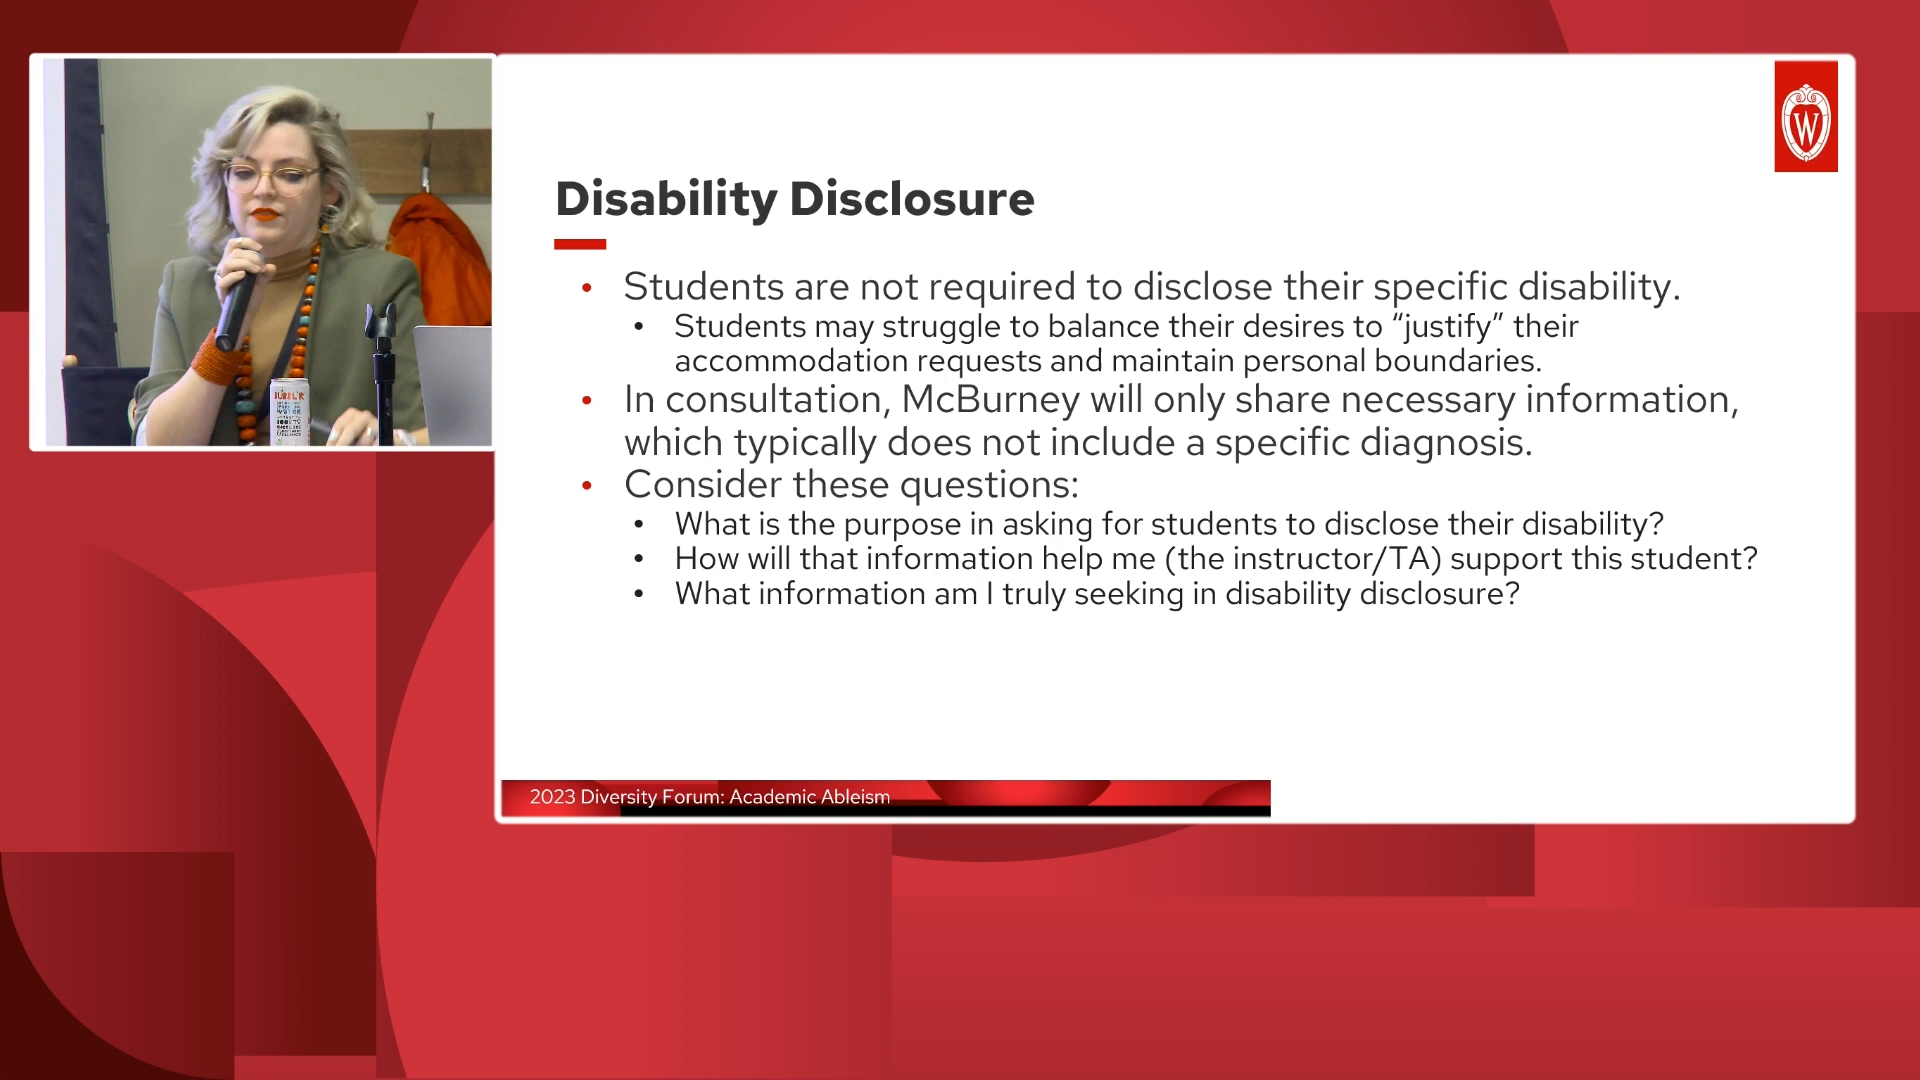 W
Disability Disclosure
• Students are not required to disclose their specific disability.
• Students may struggle to balance their desires to “justify” their
accommodation requests and maintain personal boundaries.
• In consultation, McBurney will only share necessary information,
which typically does not include a specific diagnosis.
• Consider these questions:
• What is the purpose in asking for students to disclose their disability?
• How will that information help me (the instructor/TA) support this student?
• What information am I truly seeking in disability disclosure?
2023 Diversity Forum: Academic Ableism